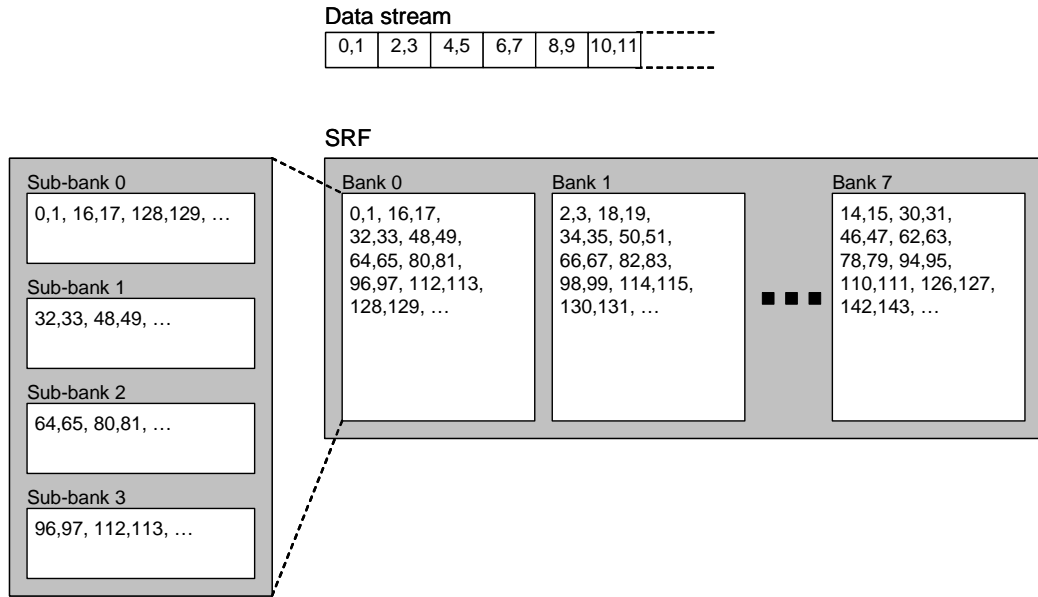 Data stream
0,1 2,3 4,5 6,7 8,9 10,11
SRF
Sub-bank 0
0,1, 16,17, 128,129, …
Sub-bank 1
32,33, 48,49, …
Sub-bank 2
64,65, 80,81, …
Sub-bank 3
96,97, 112,113, …
Bank 0
0,1, 16,17,
32,33, 48,49,
64,65, 80,81,
96,97, 112,113,
128,129, …
Bank 1
2,3, 18,19,
34,35, 50,51,
66,67, 82,83,
98,99, 114,115,
130,131, …
Bank 7
14,15, 30,31,
46,47, 62,63,
78,79, 94,95,
110,111, 126,127,
142,143, …